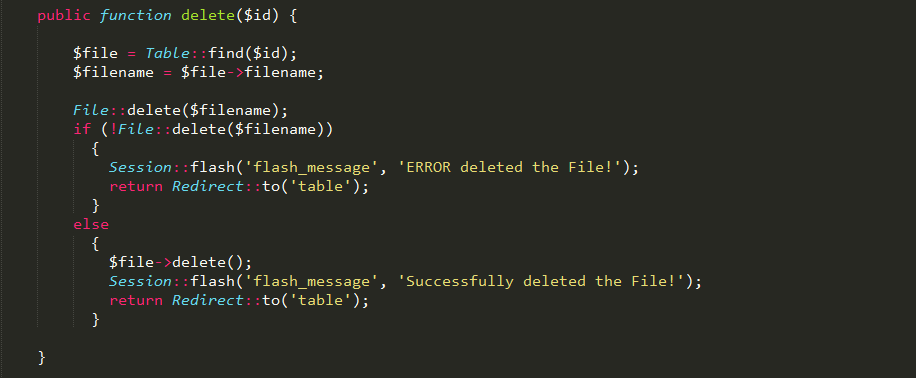 public function delete($id) {
$file = Table::find($id);
$filename = $file->filename;
File::delete($filename);
if (!File::delete($filename))
{
Session::flash('flash_message', 'ERROR deleted the File!');
return Redirect::to('table');
}
else
{
$file->delete();
Session::flash('flash_message', 'Successfully deleted the File!');
return Redirect::to('table');
}
}